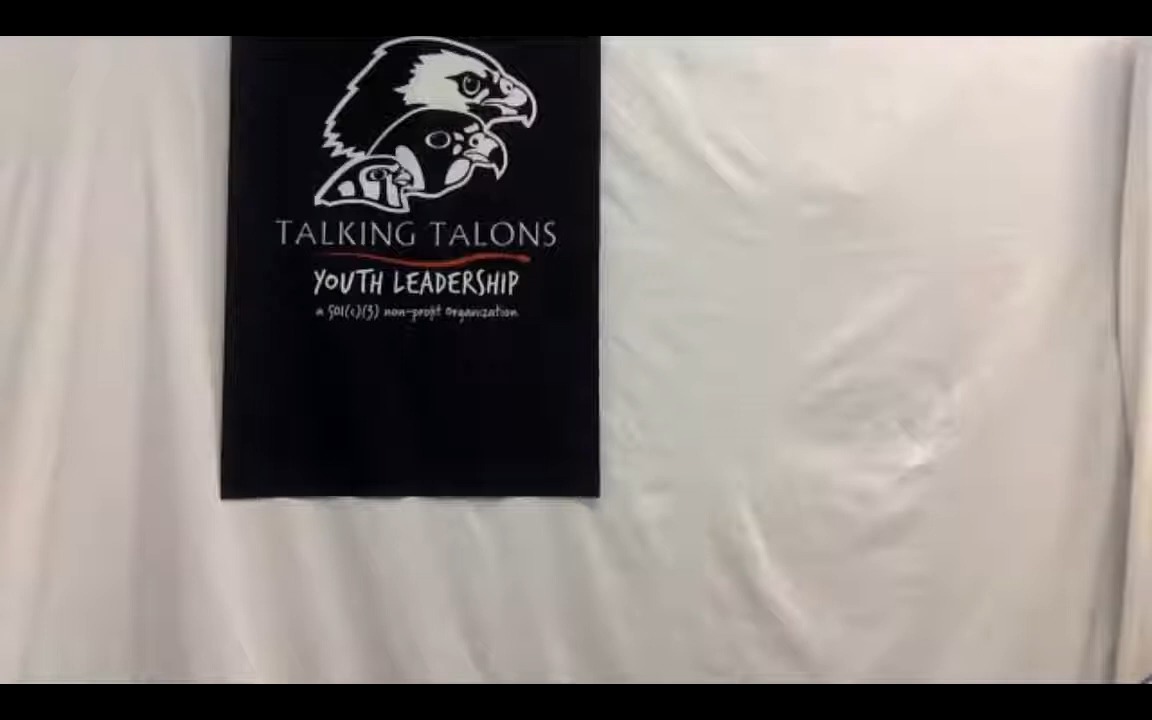 TALKING TALONS
YOUTH LEADERSHIP
a 501(c)(3) non-profit organization